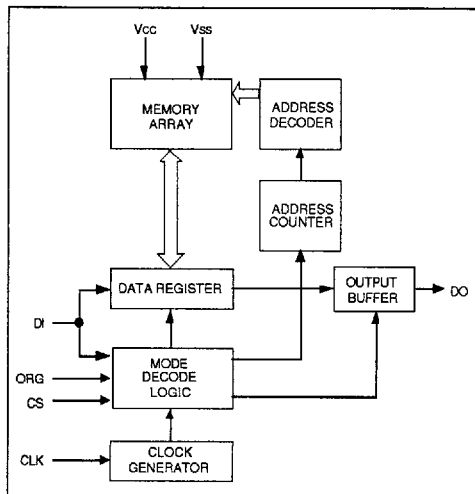 Vcc Vss
MEMORY
ARRAY
ADDRESS
DECODER
ADDRESS
COUNTER
DATA REGISTER
OUTPUT
BUFFER
DO
DI
MODE
DECODE
LOGIC
ORG
CS
CLOCK
GENERATOR
CLK